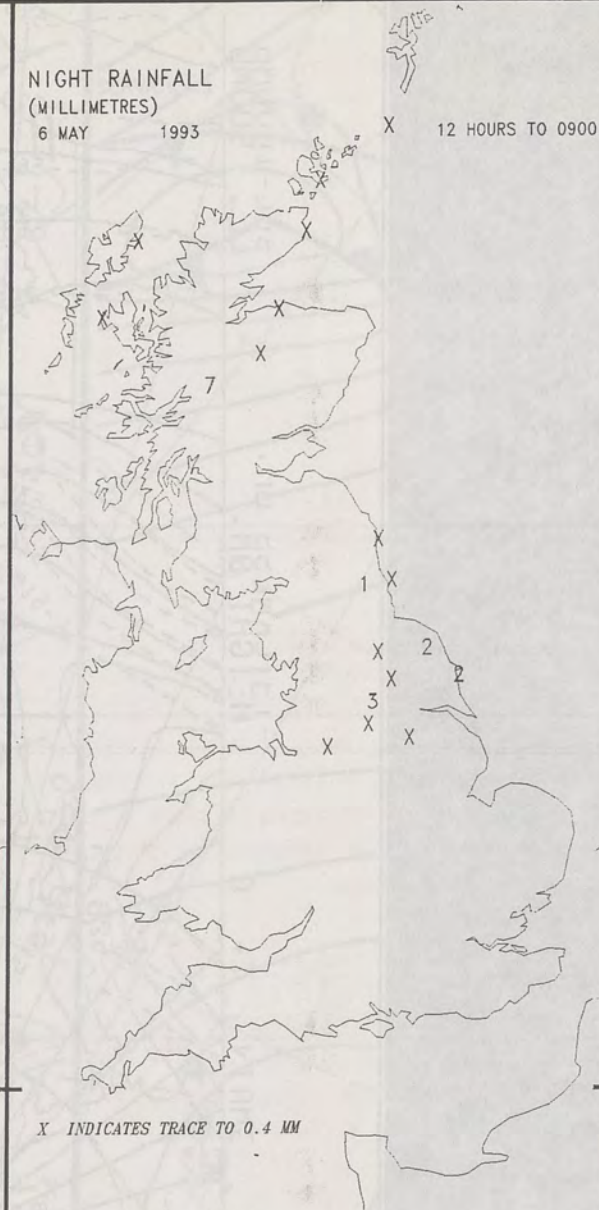 NIGHT RAINFALL
(MILLIMETRES)
6 MAY 1993
X 12 HOURS TO 0900
X
X
X
X
X
X
7
X
1 X
X 2
X 2
3
X X
X
X INDICATES TRACE TO 0.4 MM